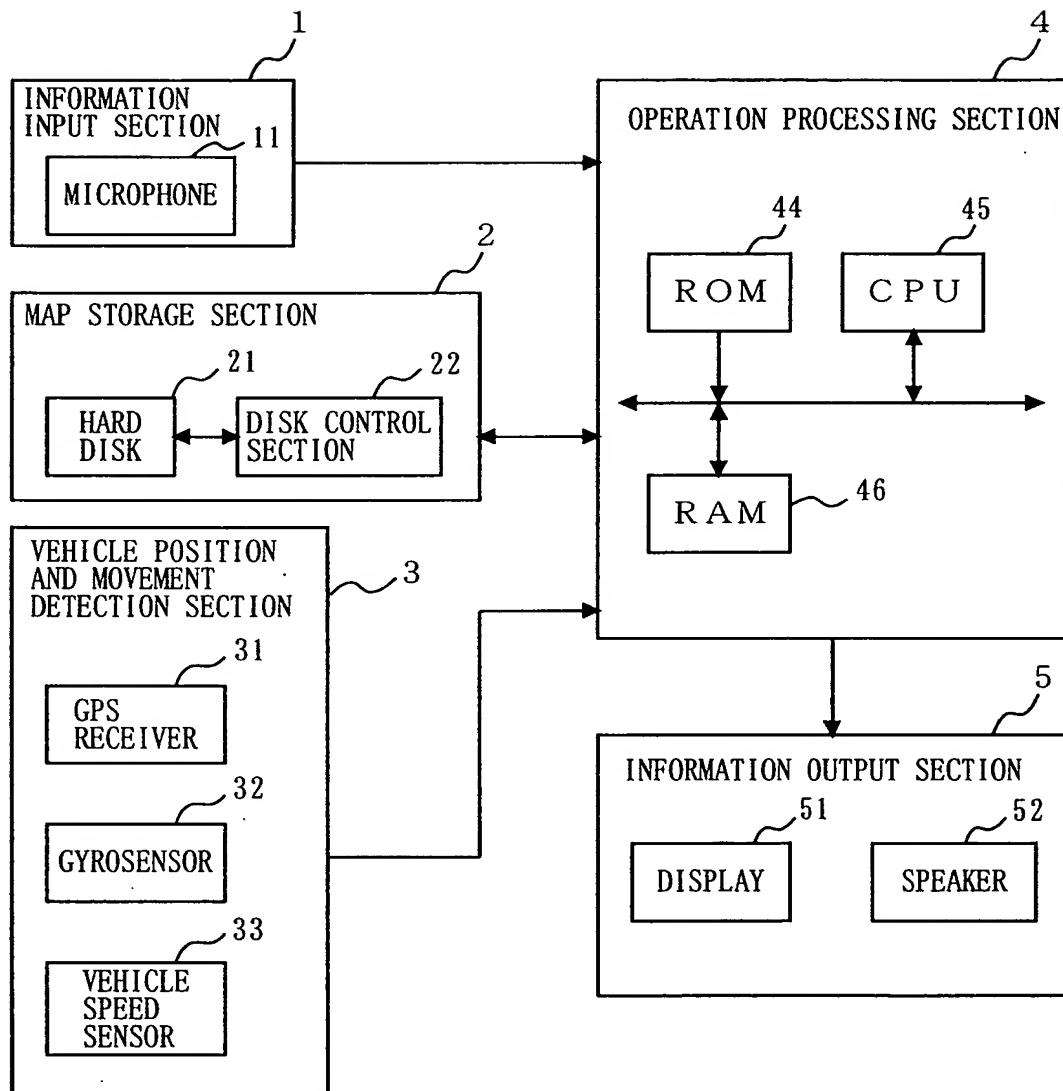 1
INFORMATION
INPUT SECTION
11
MICROPHONE
2
MAP STORAGE SECTION
21
22
HARD
DISK
DISK CONTROL
SECTION
VEHICLE POSITION
AND MOVEMENT
DETECTION SECTION
3
31
GPS
RECEIVER
32
GYROSENSOR
33
VEHICLE
SPEED
SENSOR
4
OPERATION PROCESSING SECTION
44
45
ROM
CPU
RAM
46
5
INFORMATION OUTPUT SECTION
51
52
DISPLAY
SPEAKER